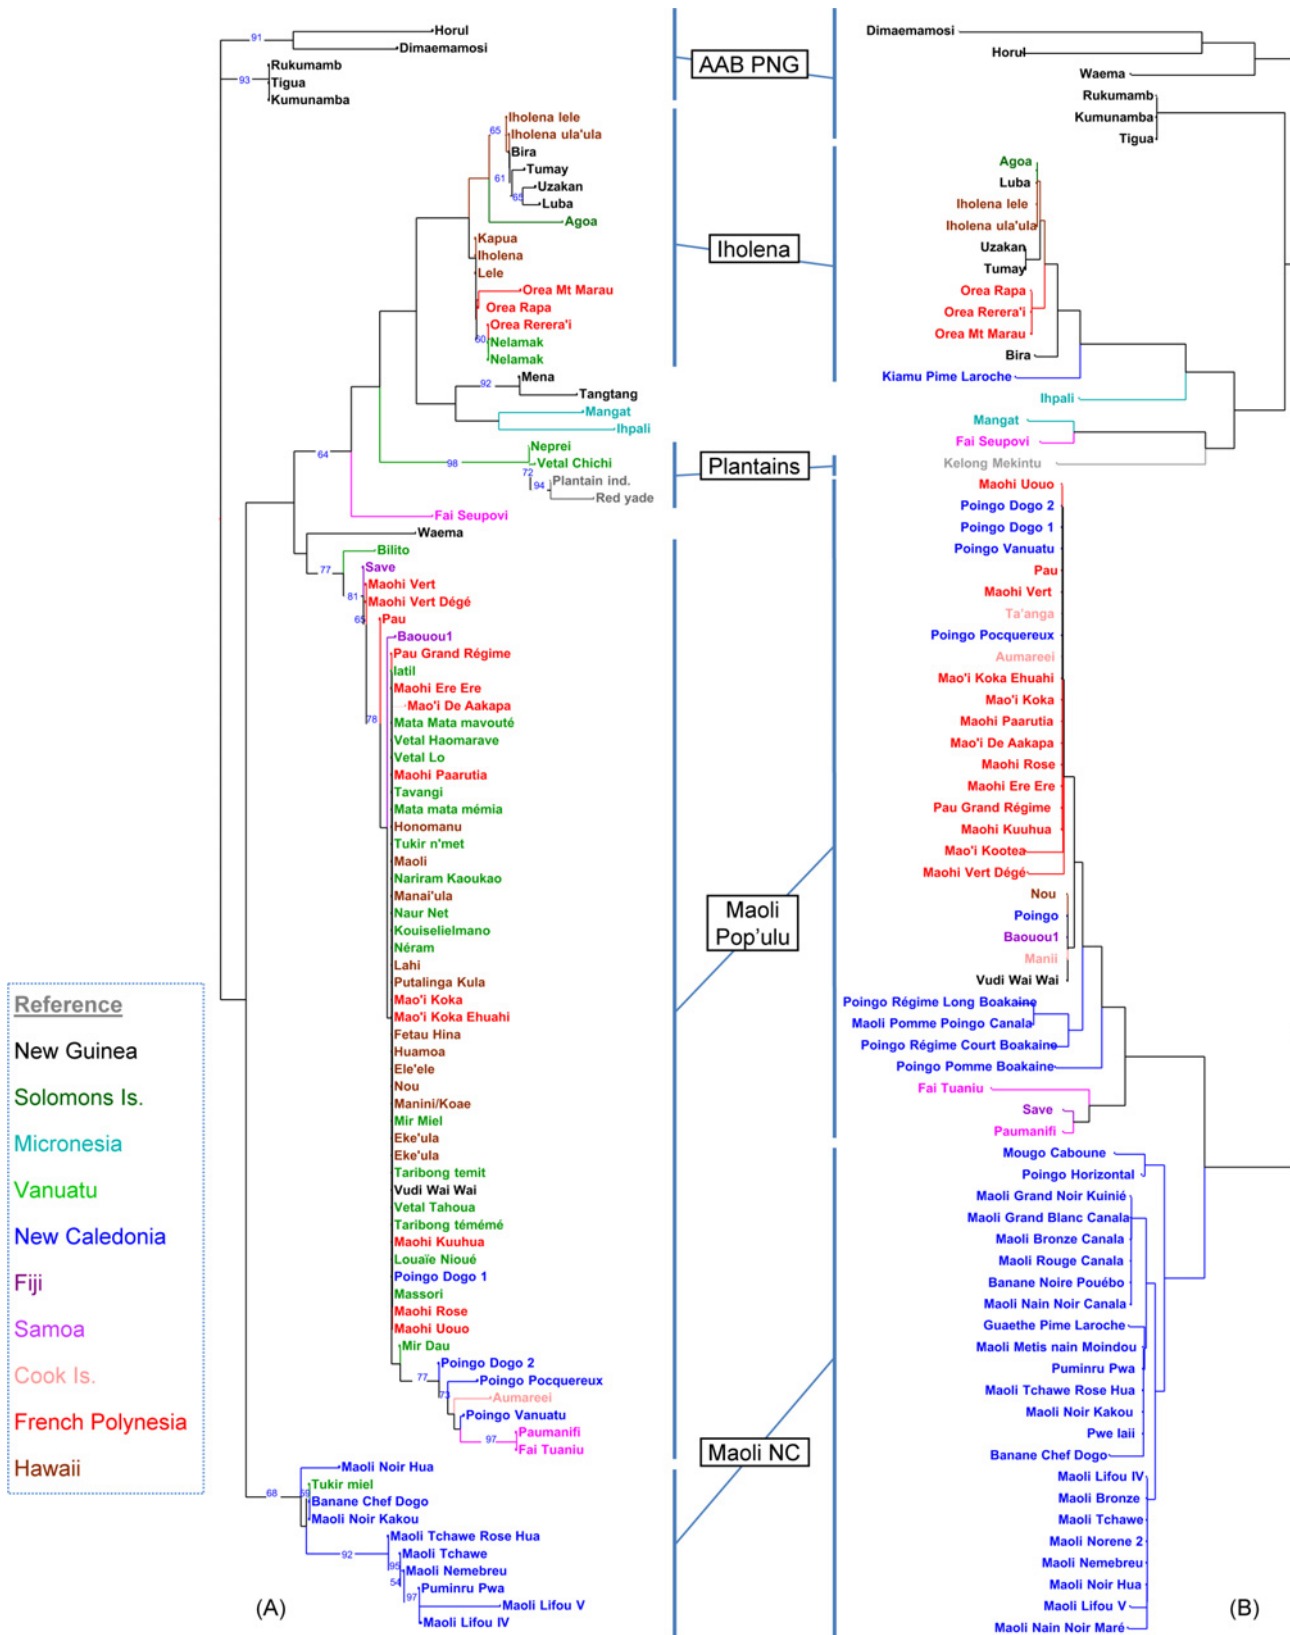 Horul
91
Dimaemamosi
Rukumamb
93
Tigua
Kumunamba
Iholena lele
65
Iholena ula'ula
Bira
Tumay
61
Uzakan
65
Luba
Agoa
Kapua
Iholena
Lele
Orea Mt Marau
Orea Rapa
Orea Rerera'i
60
Nelamak
Nelamak
Mena
92
Tangtang
Mangat
Ihpali
Neprei
64
98
Vetal Chichi
72
Plantain ind.
94
Red yade
Fai Seupovi
Waema
Bilito
77
Save
Maohi Vert
81
Maohi Vert Dégé
65
Pau
Baouou1
Pau Grand Régime
Iatil
Maohi Ere Ere
Mao'i De Aakapa
78
Mata Mata mavouté
Vetal Haomarave
Vetal Lo
Maohi Paarutia
Tavangi
Mata mata mémia
Honomanu
Tukir n'met
Maoli
Nariram Kaoukao
Manai'ula
Naur Net
Kouiselielmano
Néram
Lahi
Putalinga Kula
Mao'i Koka
Mao'i Koka Ehuahi
Fetau Hina
Huamoa
Ele'ele
Nou
Manini/Koae
Mir Miel
Eke'ula
Eke'ula
Taribong temit
Vudi Wai Wai
Vetal Tahoua
Taribong témémé
Maohi Kuuhua
Louaïe Nioué
Poingo Dogo 1
Massori
Maohi Rose
Maohi Uouo
Mir Dau
Poingo Dogo 2
77
Poingo Pocquereux
73
Aumareei
Poingo Vanuatu
Paumanifi
97
Fai Tuaniu
Maoli Noir Hua
Tukir miel
68
59
Banane Chef Dogo
Maoli Noir Kakou
Maoli Tchawe Rose Hua
92
Maoli Tchawe
95
Maoli Nemebreu
54
Puminru Pwa
97
Maoli Lifou V
Maoli Lifou IV
(A)
Reference
New Guinea
Solomons Is.
Micronesia
Vanuatu
New Caledonia
Fiji
Samoa
Cook Is.
French Polynesia
Hawaii
AAB PNG
Iholena
Plantains
Maoli
Pop'ulu
Maoli NC
Dimaemamosi
Horul
Waema
Rukumamb
Kumunamba
Tigua
Agoa
Luba
Iholena lele
Iholena ula'ula
Uzakan
Tumay
Orea Rapa
Orea Rerera'i
Orea Mt Marau
Bira
Kiamu Pime Laroche
Ihpali
Mangat
Fai Seupovi
Kelong Mekintu
Maohi Uouo
Poingo Dogo 2
Poingo Dogo 1
Poingo Vanuatu
Pau
Maohi Vert
Ta'anga
Poingo Pocquereux
Aumareei
Mao'i Koka Ehuahi
Mao'i Koka
Maohi Paarutia
Mao'i De Aakapa
Maohi Rose
Maohi Ere Ere
Pau Grand Régime
Maohi Kuuhua
Mao'i Kootea
Maohi Vert Dégé
Nou
Poingo
Baouou1
Manii
Vudi Wai Wai
Poingo Régime Long Boakaine
Maoli Pomme Poingo Canala
Poingo Régime Court Boakaine
Poingo Pomme Boakaine
Fai Tuaniu
Save
Paumanifi
Mougo Caboune
Poingo Horizontal
Maoli Grand Noir Kuinié
Maoli Grand Blanc Canala
Maoli Bronze Canala
Maoli Rouge Canala
Banane Noire Pouébo
Maoli Nain Noir Canala
Guaethe Pime Laroche
Maoli Metis nain Moindou
Puminru Pwa
Maoli Tchawe Rose Hua
Maoli Noir Kakou
Pwe Iaii
Banane Chef Dogo
Maoli Lifou IV
Maoli Bronze
Maoli Tchawe
Maoli Norene 2
Maoli Nemebreu
Maoli Noir Hua
Maoli Lifou V
Maoli Nain Noir Maré
(B)